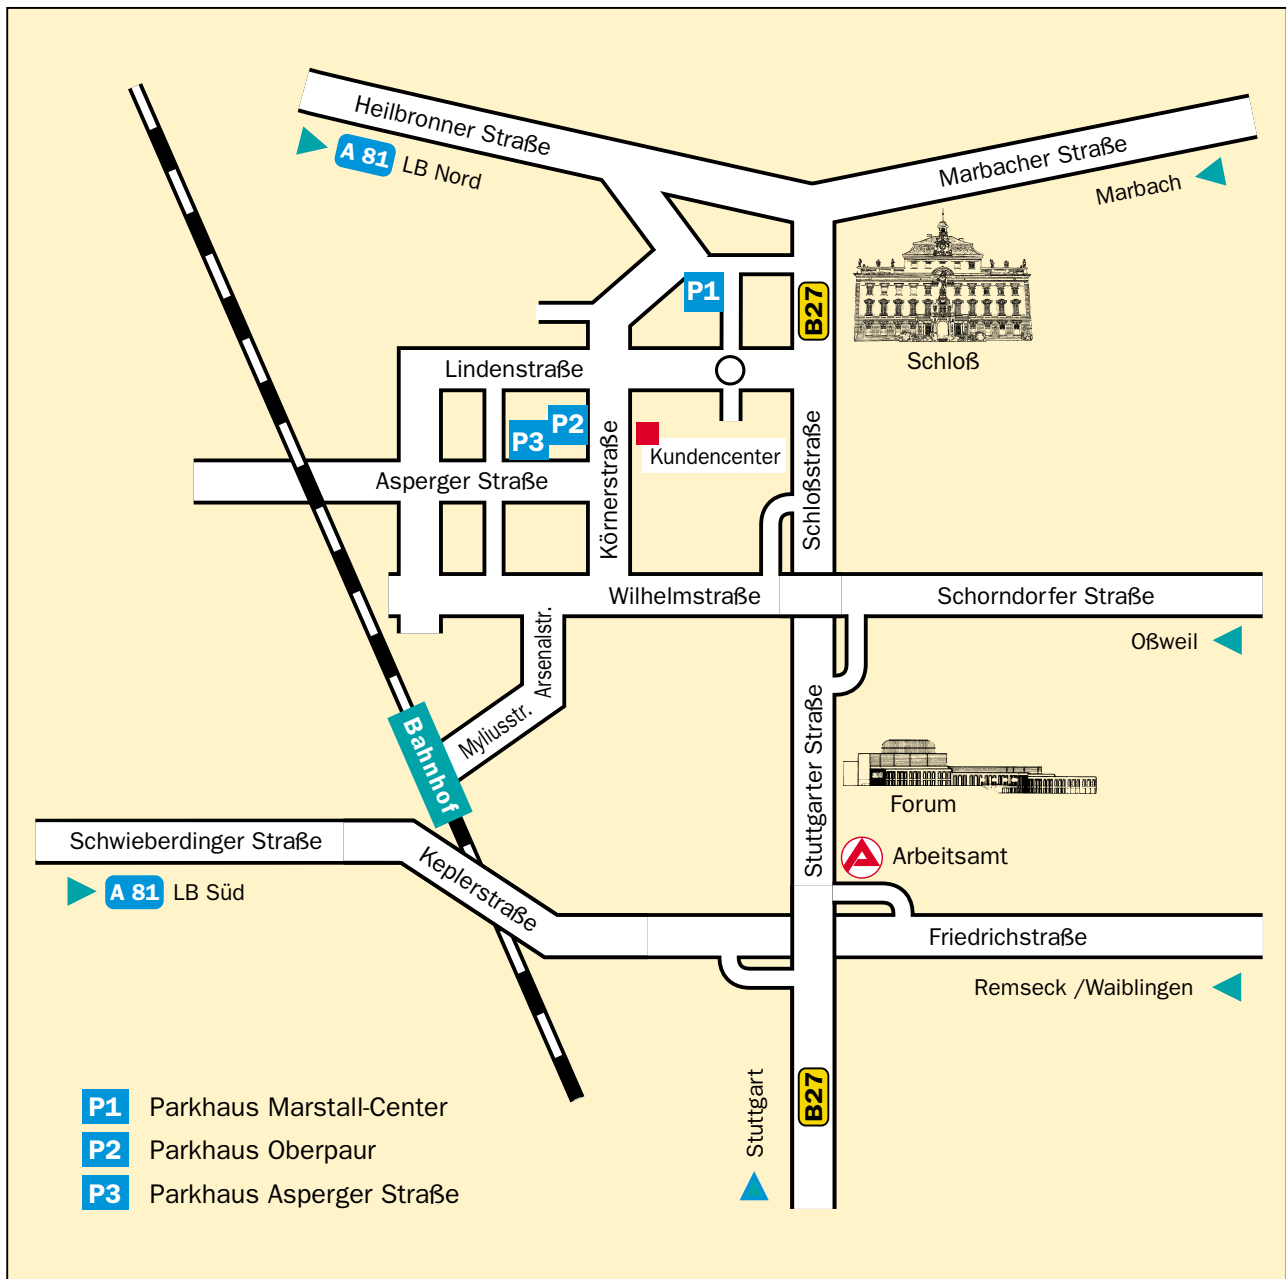 Heilbronner Straße
A 81 LB Nord
Marbacher Straße
Marbach
P1
B27
Schloß
Lindenstraße
P2
P3
Körnerstraße
Kundencenter
Schloßstraße
Asperger Straße
Wilhelmstraße
Schorndorfer Straße
Oßweil
Arsenalstr.
Myliusstr.
Bahnhof
Stuttgarter Straße
Forum
Arbeitsamt
Schwieberdinger Straße
A 81 LB Süd
Keplerstraße
Friedrichstraße
Remseck /Waiblingen
Stuttgart
B27
P1 Parkhaus Marstall-Center
P2 Parkhaus Oberpaur
P3 Parkhaus Asperger Straße